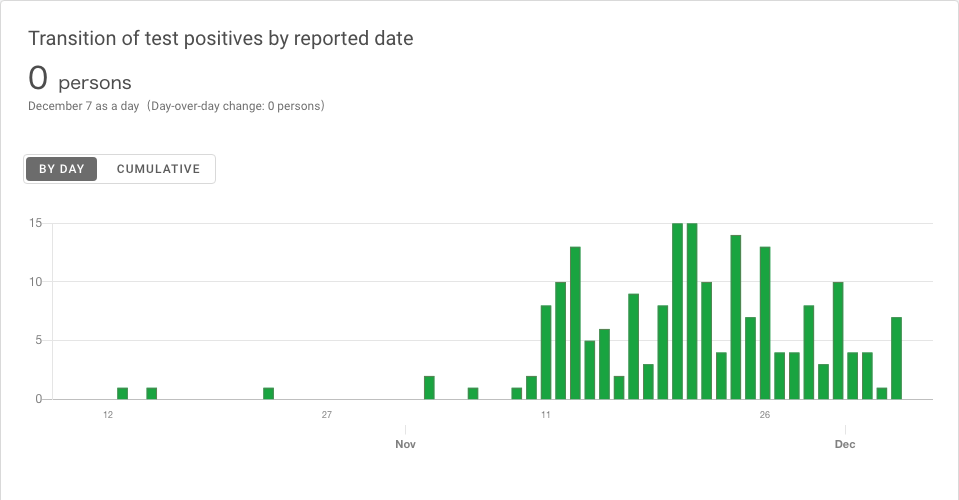 Transition of test positives by reported date
0 persons
December 7 as a day（Day-over-day change: 0 persons）
BY DAY CUMULATIVE
15
10
5
0
12 27 11 26
Nov Dec